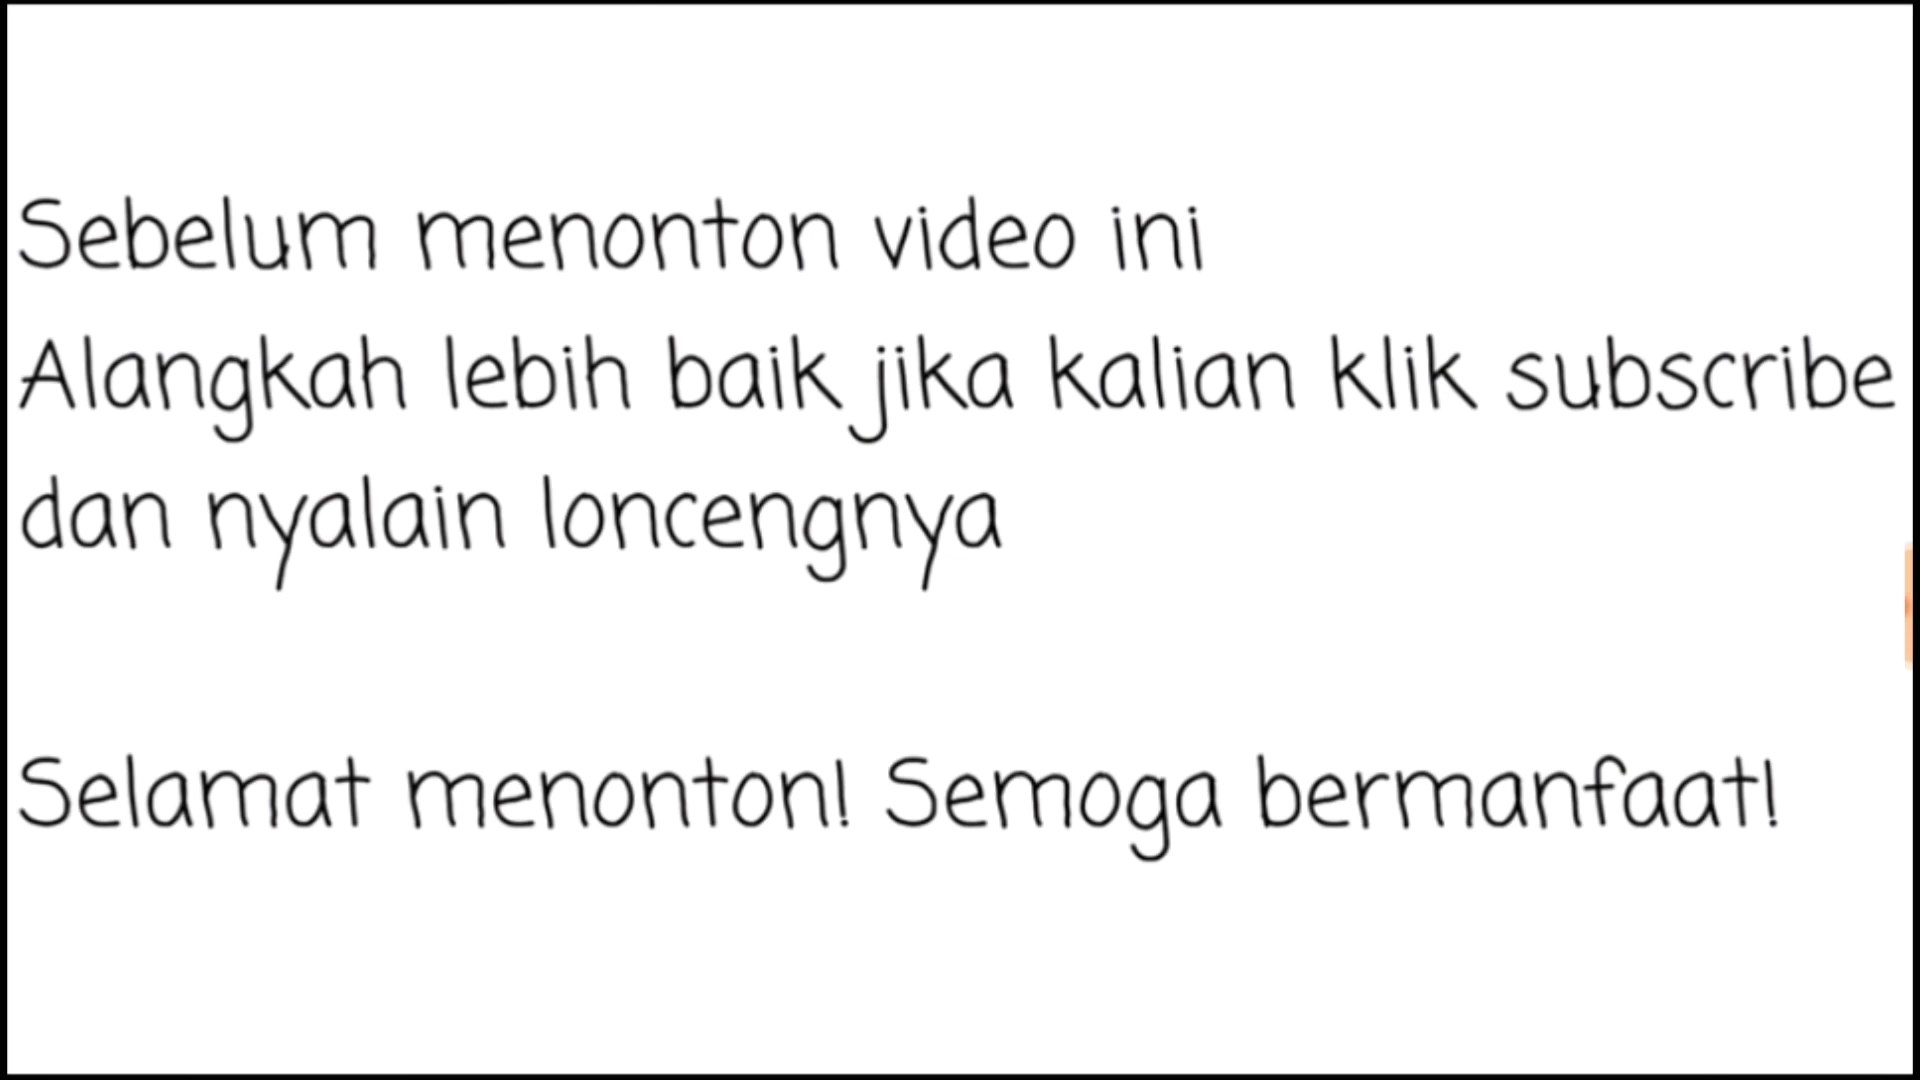 Sebelum menonton video ini
Alangkah lebih baik jika kalian klik subscribe
dan nyalain loncengnya
Selamat menonton! Semoga bermanfaat!